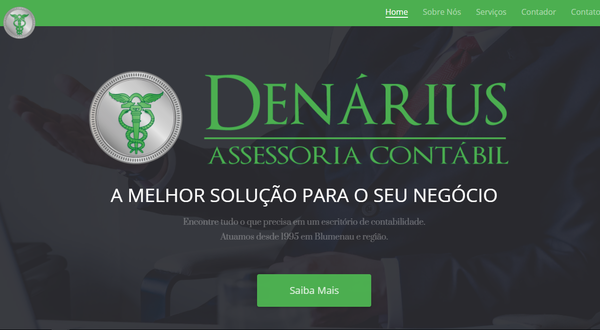 Home Sobre Nós Serviços Contador Contato
DENÁRIUS
ASSESSORIA CONTÁBIL
A MELHOR SOLUÇÃO PARA O SEU NEGÓCIO
Encontre tudo o que precisa em um escritório de contabilidade.
Atuamos desde 1995 em Blumenau e região.
Saiba Mais